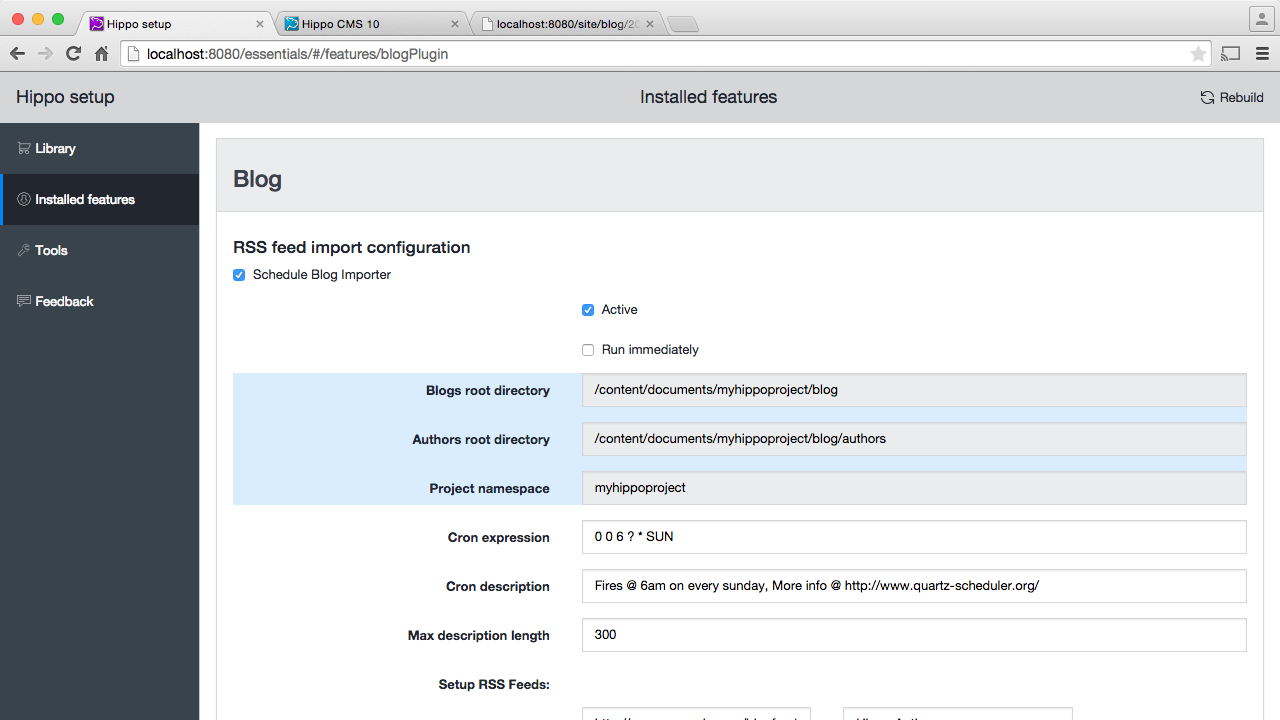 Hippo setup
Hippo CMS 10
localhost:8080/site/blog/20
localhost:8080/essentials/#/features/blogPlugin
Hippo setup
Installed features
Rebuild
Library
Installed features
Tools
Feedback
Blog
RSS feed import configuration
Schedule Blog Importer
Active
Run immediately
Blogs root directory
/content/documents/myhippoproject/blog
Authors root directory
/content/documents/myhippoproject/blog/authors
Project namespace
myhippoproject
Cron expression
0 0 6 ? * SUN
Cron description
Fires @ 6am on every sunday, More info @ http://www.quartz-scheduler.org/
Max description length
300
Setup RSS Feeds: